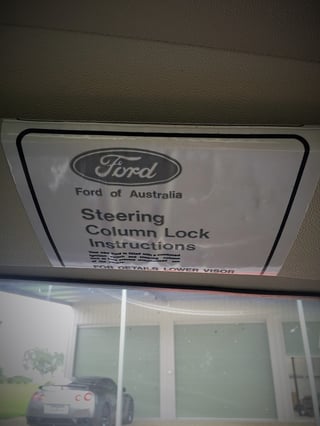 Ford
Ford of Australia
Steering
Column Lock
Instructions
FOR DETAILS LOWER VISOR